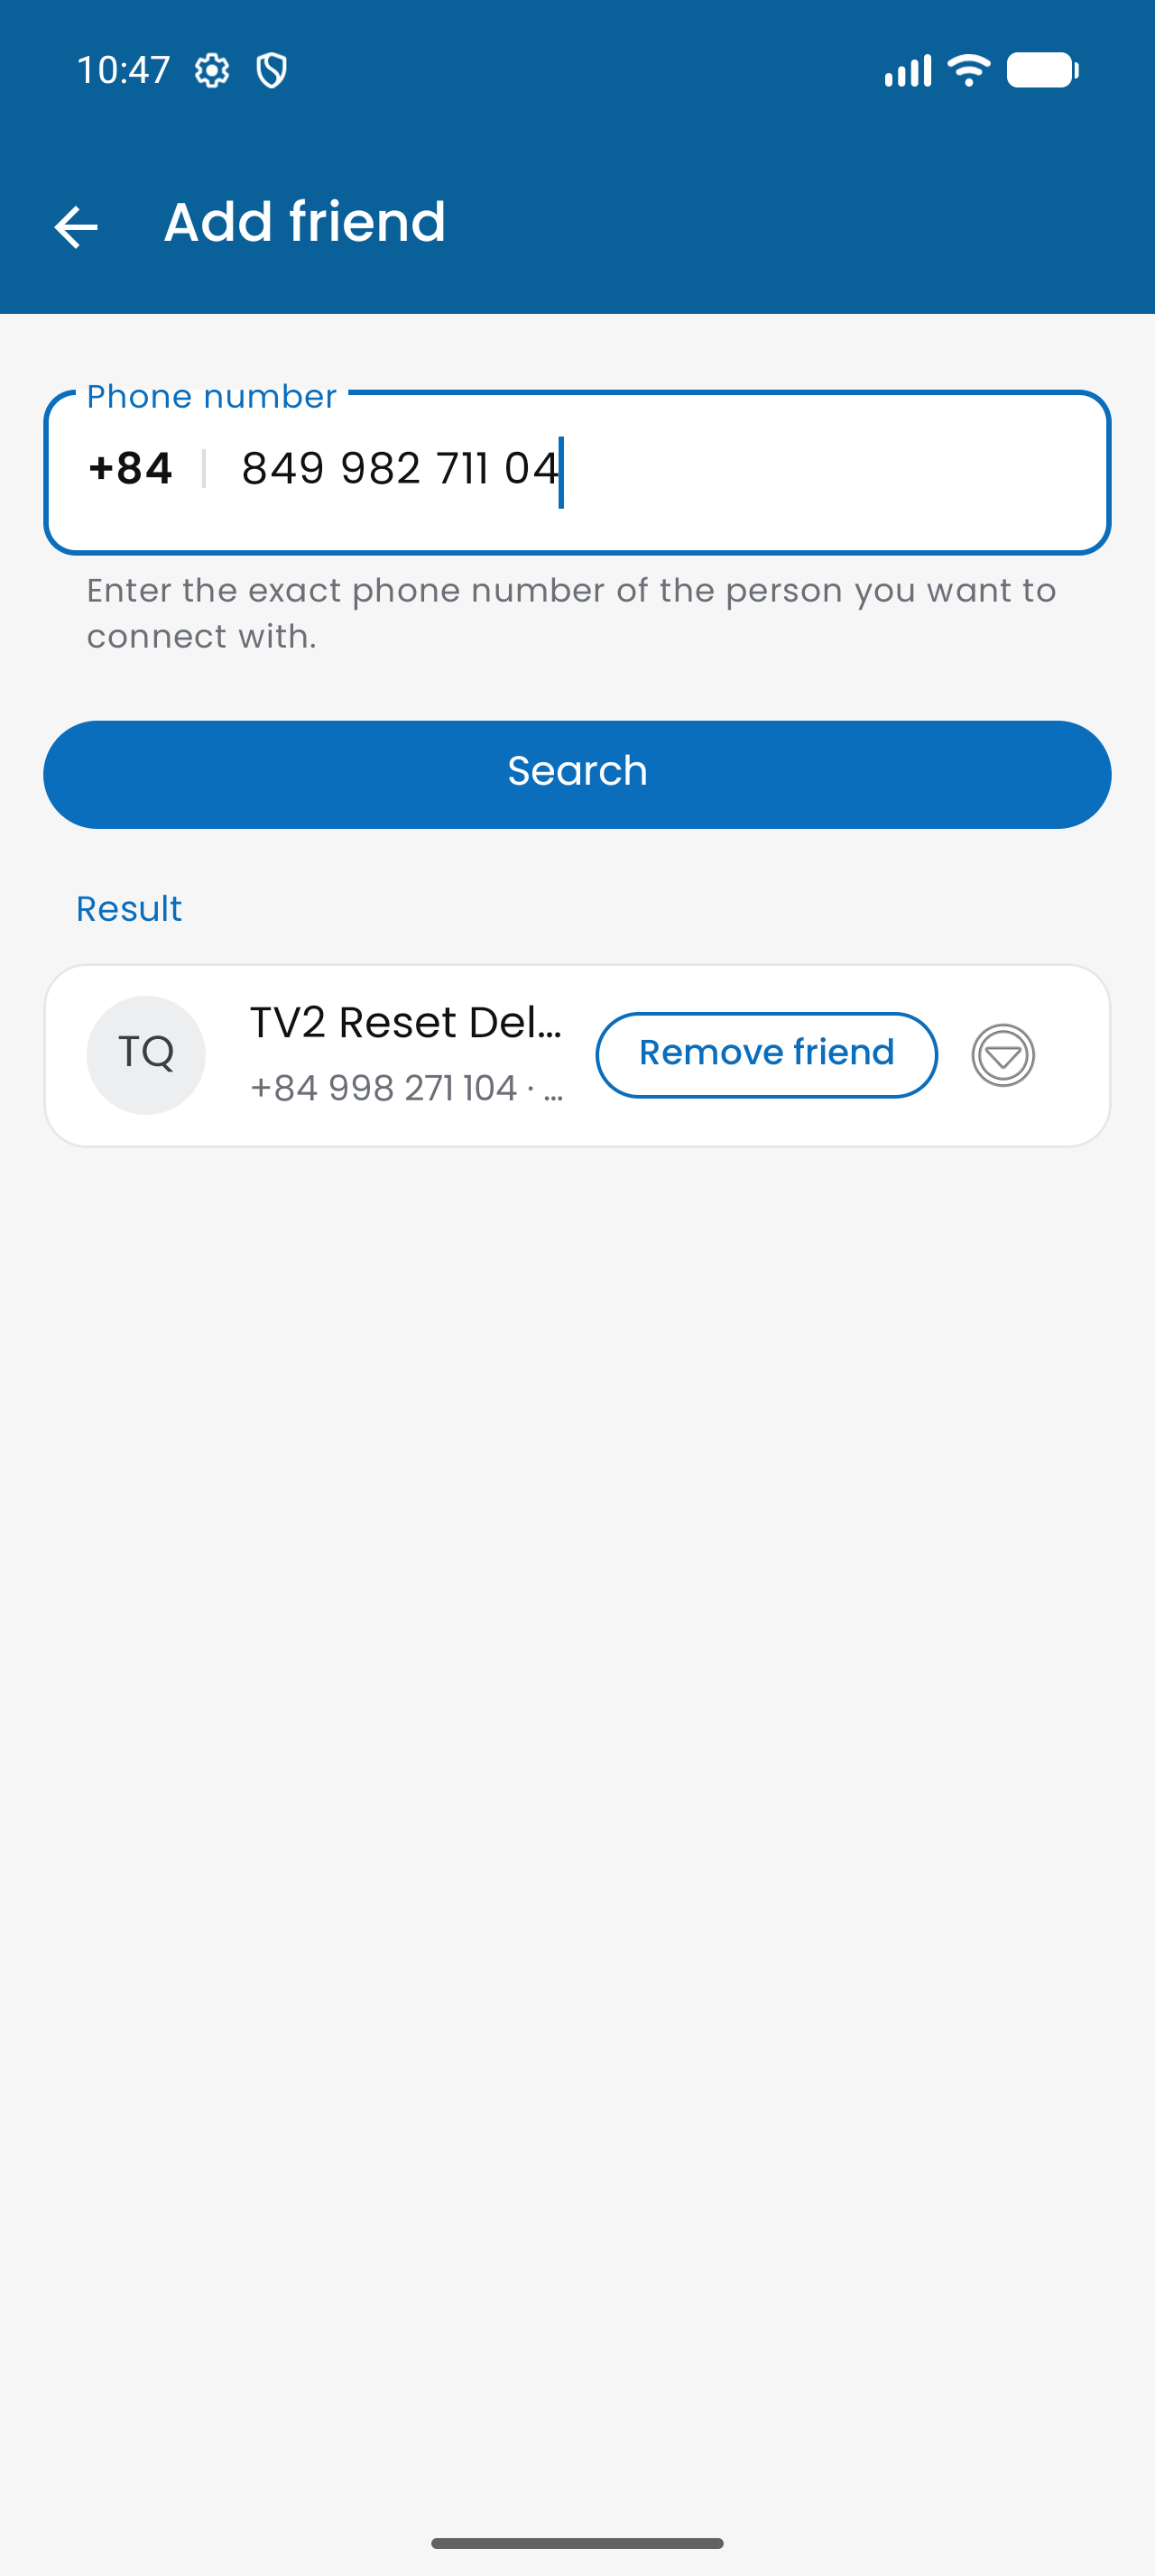 10:47
Add friend
Phone number
+84 | 849 982 711 04
Enter the exact phone number of the person you want to
connect with.
Search
Result
TQ
TV2 Reset Del...
Remove friend
+84 998 271 104 · ...